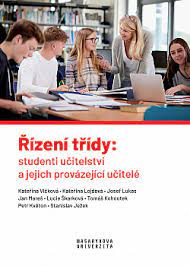 Řízení třídy:
studenti učitelství
a jejich provázející učitelé
Kateřina Vlčková · Kateřina Lojdová · Josef Lukas
Jan Mareš · Lucie Škarková · Tomáš Kohoutek
Petr Květon · Stanislav Ježek
MASARYKOVA
UNIVERZITA